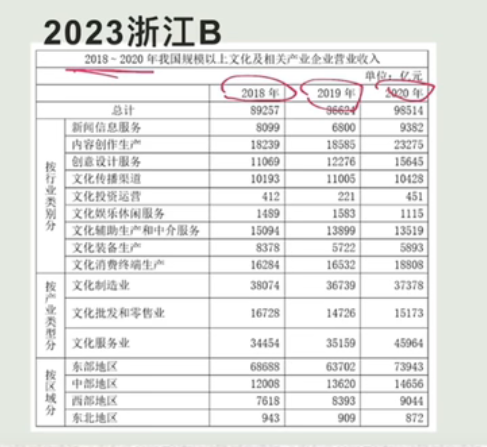 2023浙江B
2018～2020年我国规模以上文化及相关产业企业营业收入
单位：亿元
2018年 2019年 2020年
总计 89257 86624 98514
按行业类别分
新闻信息服务 8099 6800 9382
内容创作生产 18239 18585 23275
创意设计服务 11069 12276 15645
文化传播渠道 10193 11005 10428
文化投资运营 412 221 451
文化娱乐休闲服务 1489 1583 1115
文化辅助生产和中介服务 15094 13899 13519
文化装备生产 8378 5722 5893
文化消费终端生产 16284 16532 18808
按产业类型分
文化制造业 38074 36739 37378
文化批发和零售业 16728 14726 15173
文化服务业 34454 35159 45964
按区域分
东部地区 68688 63702 73943
中部地区 12008 13620 14656
西部地区 7618 8393 9044
东北地区 943 909 872